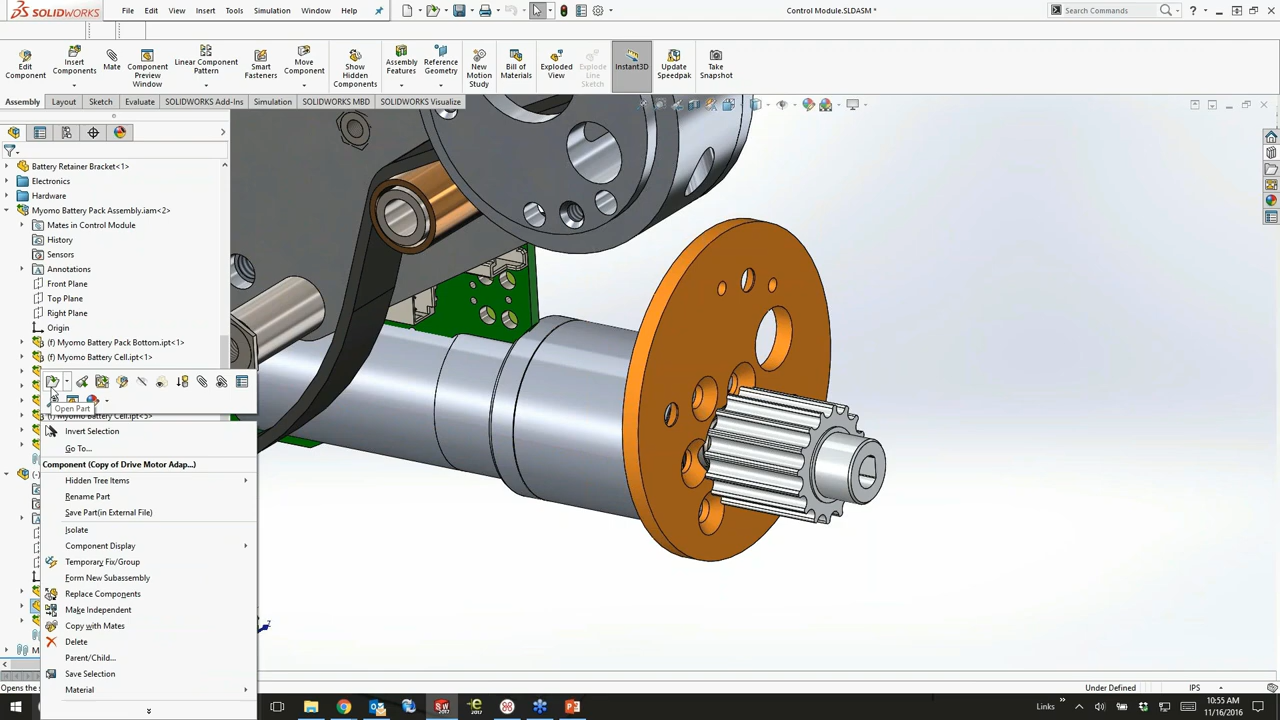 SOLIDWORKS File Edit View Insert Tools Simulation Window Help Control Module.SLDASM * Search Commands
Edit Component
Insert Components
Mate
Component Preview Window
Linear Component Pattern
Smart Fasteners
Move Component
Show Hidden Components
Assembly Features
Reference Geometry
New Motion Study
Bill of Materials
Exploded View
Explode Line Sketch
Instant3D
Update Speedpak
Take Snapshot
Assembly Layout Sketch Evaluate SOLIDWORKS Add-Ins Simulation SOLIDWORKS MBD SOLIDWORKS Visualize
Battery Retainer Bracket<1>
Electronics
Hardware
Myomo Battery Pack Assembly.iam<2>
Mates in Control Module
History
Sensors
Annotations
Front Plane
Top Plane
Right Plane
Origin
(f) Myomo Battery Pack Bottom.ipt<1>
(f) Myomo Battery Cell.ipt<1>
Open Part
Invert Selection
Go To...
Component (Copy of Drive Motor Adap...)
Hidden Tree Items
Rename Part
Save Part(in External File)
Isolate
Component Display
Temporary Fix/Group
Form New Subassembly
Replace Components
Make Independent
Copy with Mates
Delete
Parent/Child...
Save Selection
Material
Opens the s
Under Defined IPS
Links 10:55 AM
11/16/2016